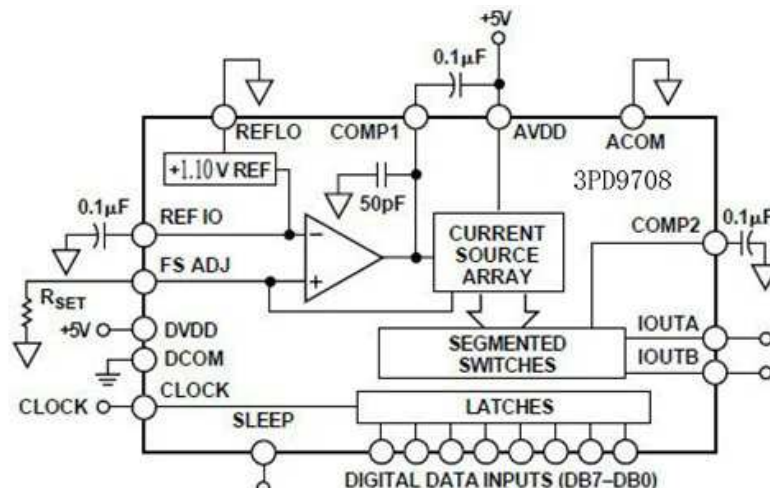 +5V
0.1µF
REFLO
COMP1
AVDD
ACOM
+1.10 V REF
3PD9708
50pF
0.1µF
REF IO
COMP2
0.1µF
CURRENT
SOURCE
ARRAY
FS ADJ
RSET
+5V
DVDD
IOUTA
SEGMENTED
SWITCHES
IOUTB
DCOM
CLOCK
CLOCK
LATCHES
SLEEP
DIGITAL DATA INPUTS (DB7–DB0)